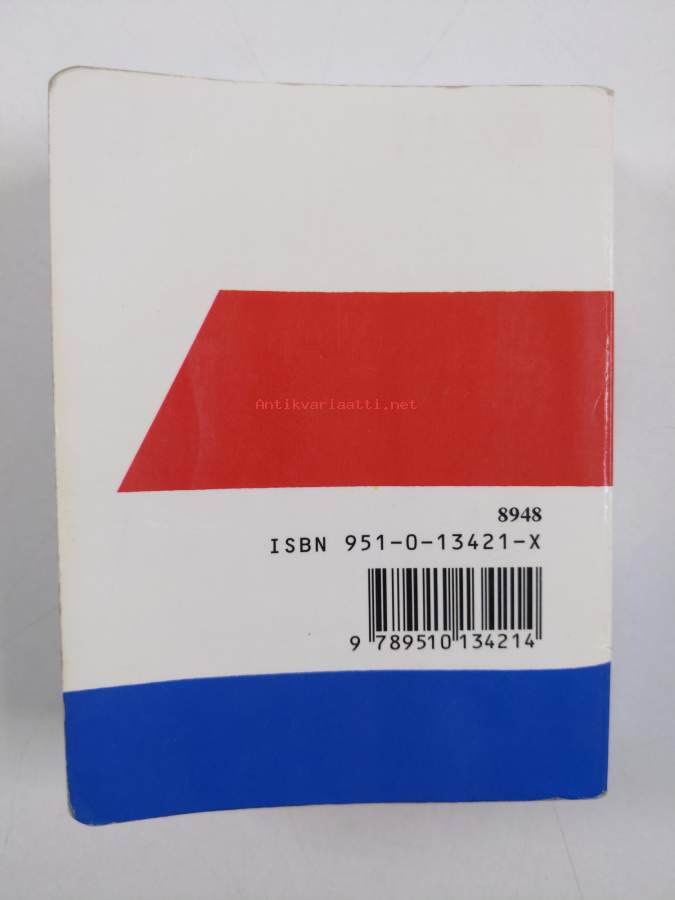 Antikvariaatti.net
8948
ISBN 951-0-13421-X
9 789510 134214